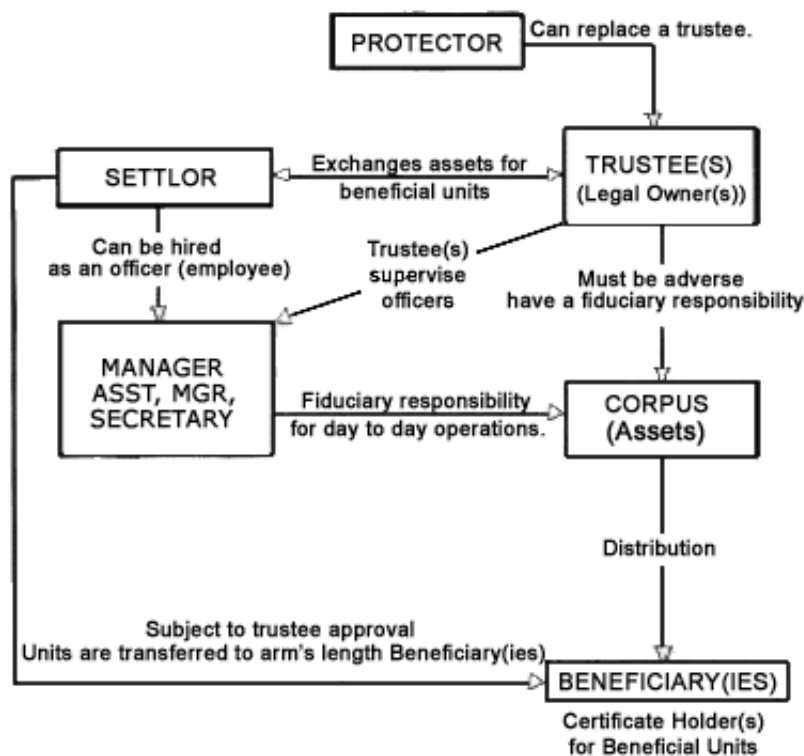 PROTECTOR
Can replace a trustee.
SETTLOR
Exchanges assets for
beneficial units
TRUSTEE(S)
(Legal Owner(s))
Can be hired
as an officer (employee)
Trustee(s)
supervise
officers
Must be adverse
have a fiduciary responsibility
MANAGER
ASST, MGR,
SECRETARY
Fiduciary responsibility
for day to day operations.
CORPUS
(Assets)
Distribution
Subject to trustee approval
Units are transferred to arm's length Beneficiary(ies)
BENEFICIARY(IES)
Certificate Holder(s)
for Beneficial Units